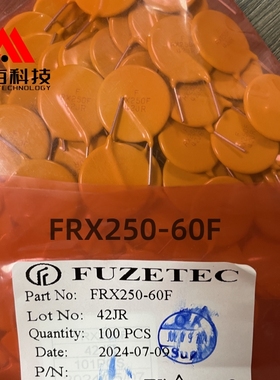 科技
TECHNOLOGY
FRX250-60F
FUZETEC
Part No: FRX250-60F
Lot No: 42JR
Quantity: 100 PCS
Date: 2024-07-09
P/N: